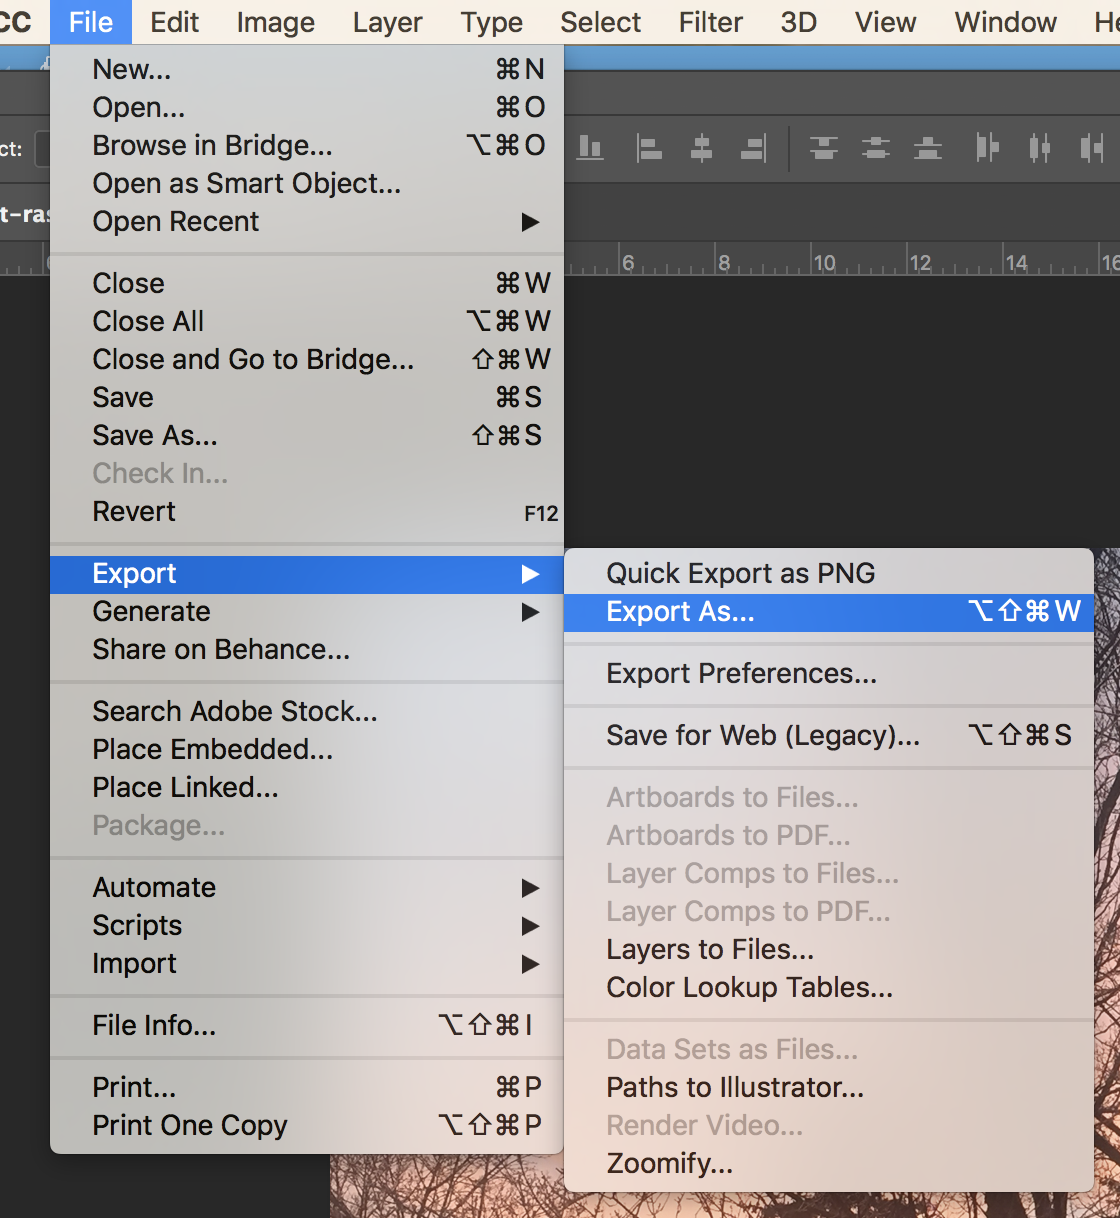 CC File Edit Image Layer Type Select Filter 3D View Window He
New... ⌘N
Open... ⌘O
Browse in Bridge... ⌥⌘O
ct:
Open as Smart Object...
t-ras
Open Recent ▶
6 8 10 12 14 16
Close ⌘W
Close All ⌥⌘W
Close and Go to Bridge... ⇧⌘W
Save ⌘S
Save As... ⇧⌘S
Check In...
Revert F12
Export ▶
Generate ▶
Share on Behance...
Search Adobe Stock...
Place Embedded...
Place Linked...
Package...
Automate ▶
Scripts ▶
Import ▶
File Info... ⌥⇧⌘I
Print... ⌘P
Print One Copy ⌥⇧⌘P
Quick Export as PNG
Export As... ⌥⇧⌘W
Export Preferences...
Save for Web (Legacy)... ⌥⇧⌘S
Artboards to Files...
Artboards to PDF...
Layer Comps to Files...
Layer Comps to PDF...
Layers to Files...
Color Lookup Tables...
Data Sets as Files...
Paths to Illustrator...
Render Video...
Zoomify...